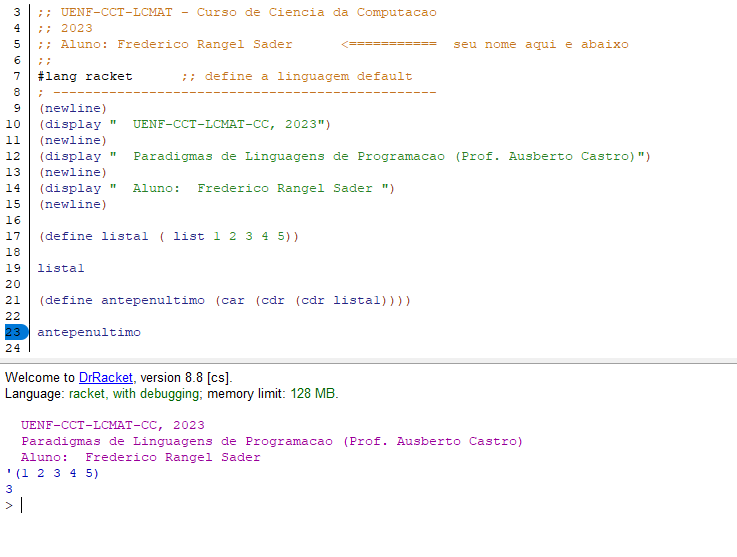 3 ;; UENF-CCT-LCMAT - Curso de Ciencia da Computacao
4 ;; 2023
5 ;; Aluno: Frederico Rangel Sader      <===========  seu nome aqui e abaixo
6 ;;
7 #lang racket      ;; define a linguagem default
8 ; ------------------------------------------------
9 (newline)
10 (display "  UENF-CCT-LCMAT-CC, 2023")
11 (newline)
12 (display "  Paradigmas de Linguagens de Programacao (Prof. Ausberto Castro)")
13 (newline)
14 (display "  Aluno:  Frederico Rangel Sader ")
15 (newline)
16
17 (define lista1 ( list 1 2 3 4 5))
18
19 lista1
20
21 (define antepenultimo (car (cdr (cdr lista1))))
22
23 antepenultimo
24
Welcome to DrRacket, version 8.8 [cs].
Language: racket, with debugging; memory limit: 128 MB.
UENF-CCT-LCMAT-CC, 2023
Paradigmas de Linguagens de Programacao (Prof. Ausberto Castro)
Aluno:  Frederico Rangel Sader
'(1 2 3 4 5)
3
>